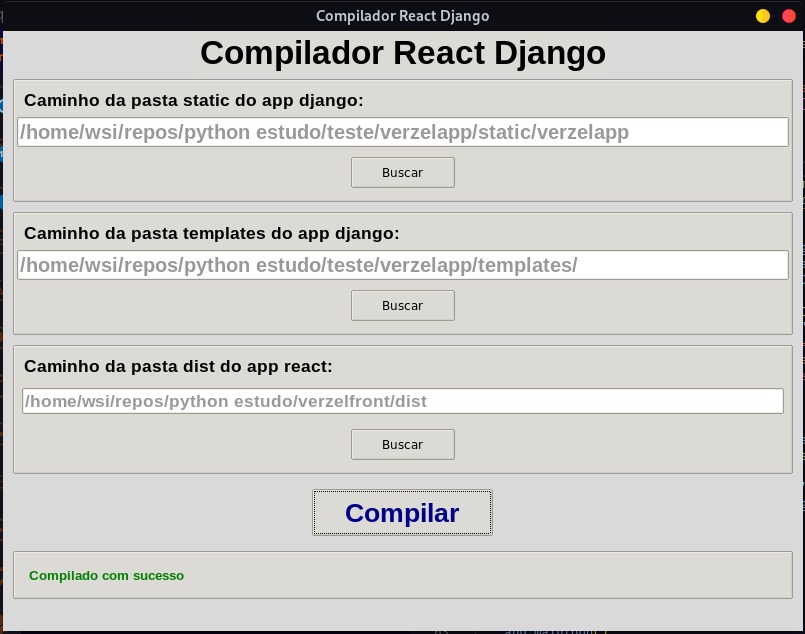 Compilador React Django
Compilador React Django
Caminho da pasta static do app django:
/home/wsi/repos/python estudo/teste/verzelapp/static/verzelapp
Buscar
Caminho da pasta templates do app django:
/home/wsi/repos/python estudo/teste/verzelapp/templates/
Buscar
Caminho da pasta dist do app react:
/home/wsi/repos/python estudo/verzelfront/dist
Buscar
Compilar
Compilado com sucesso